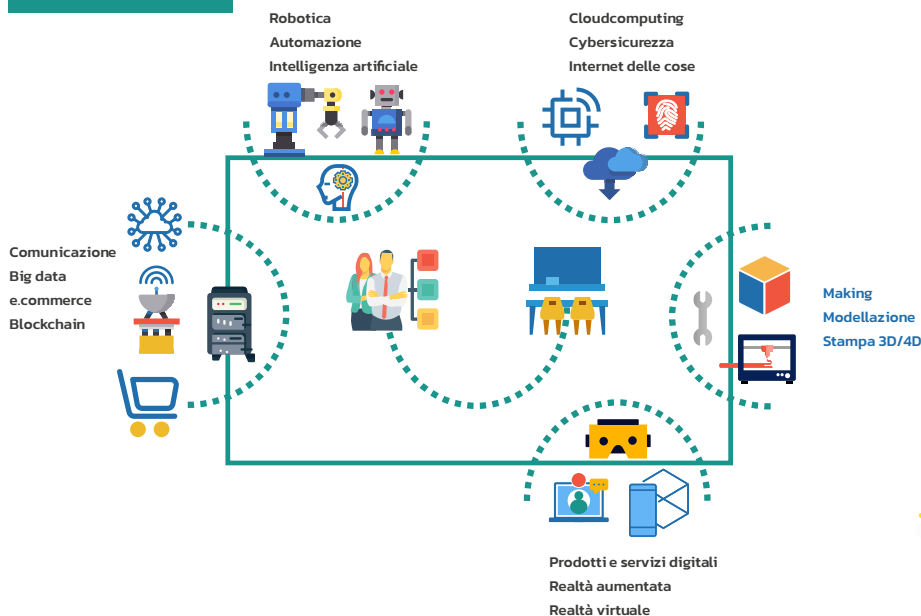 Robotica
Automazione
Intelligenza artificiale
Cloudcomputing
Cybersicurezza
Internet delle cose
Comunicazione
Big data
e.commerce
Blockchain
Making
Modellazione
Stampa 3D/4D
Prodotti e servizi digitali
Realtà aumentata
Realtà virtuale